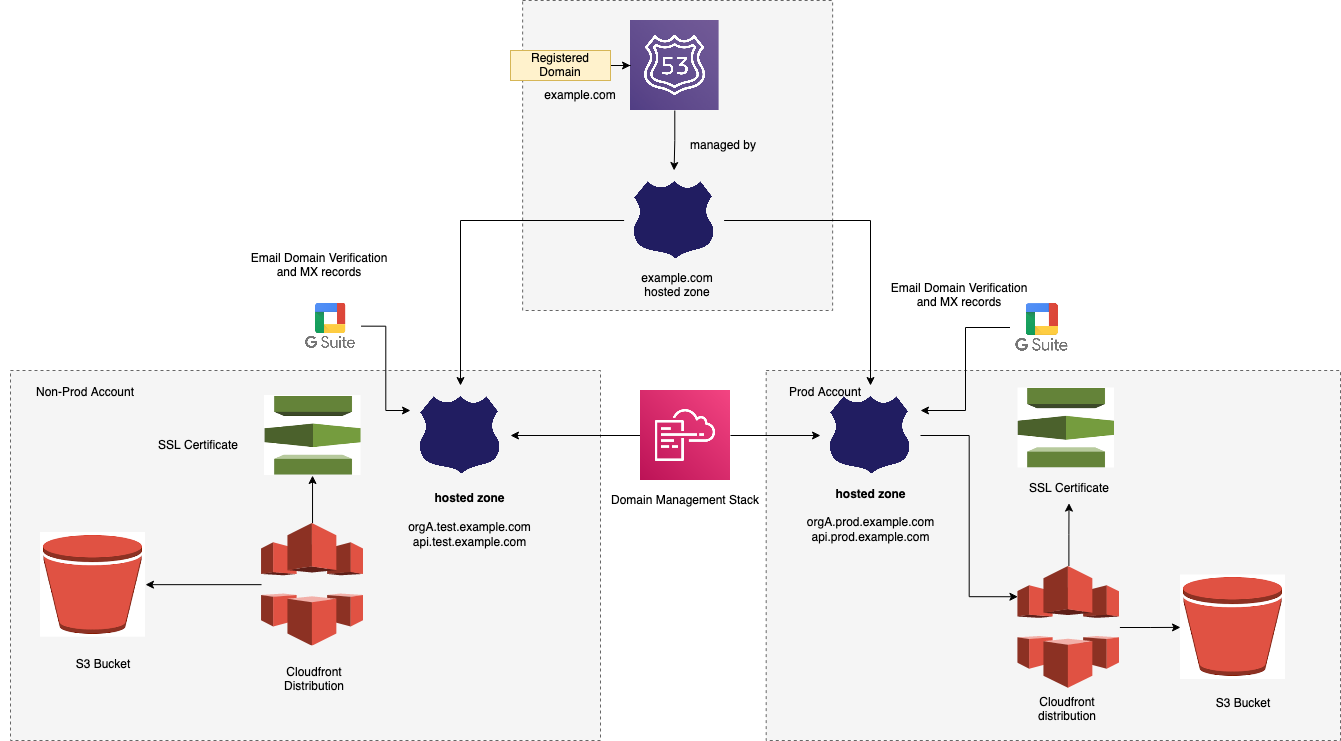 Registered
Domain
53
example.com
managed by
example.com
hosted zone
Email Domain Verification
and MX records
G Suite
Email Domain Verification
and MX records
G Suite
Non-Prod Account
SSL Certificate
hosted zone
orgA.test.example.com
api.test.example.com
S3 Bucket
Cloudfront
Distribution
Domain Management Stack
Prod Account
hosted zone
orgA.prod.example.com
api.prod.example.com
SSL Certificate
Cloudfront
distribution
S3 Bucket